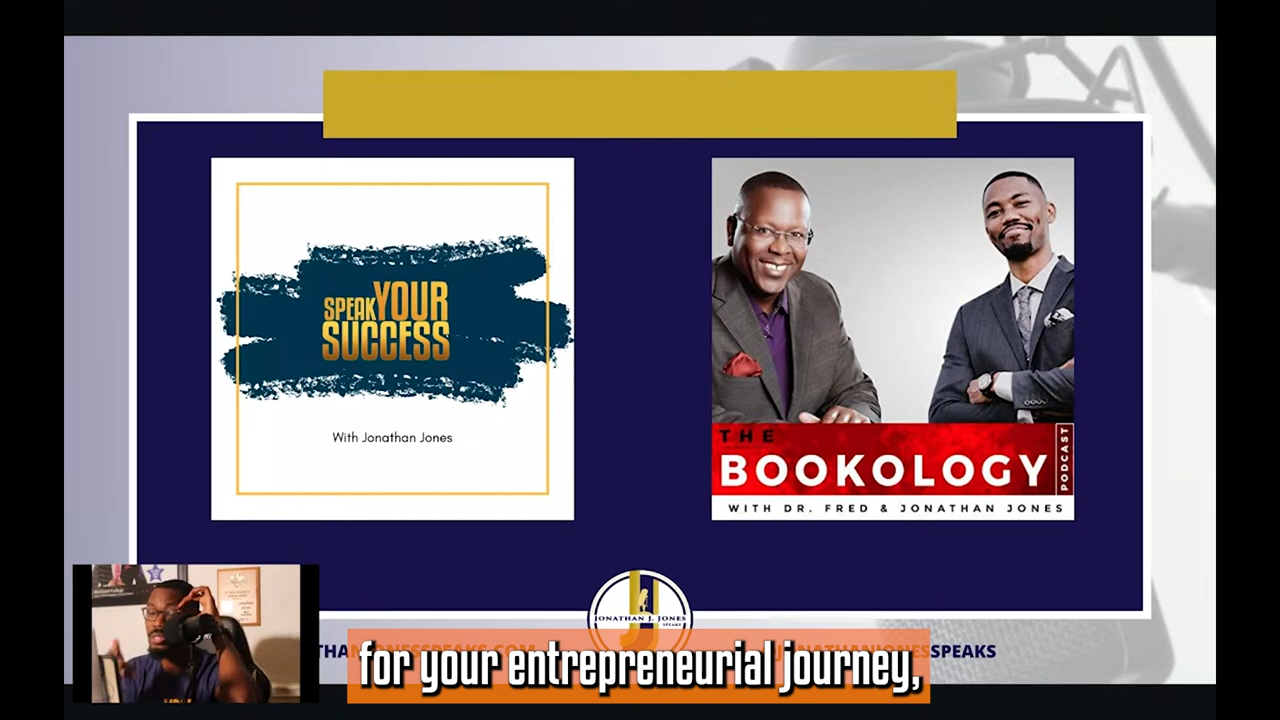 SPEAK YOUR
SUCCESS
With Jonathan Jones
THE
BOOKOLOGY
PODCAST
WITH DR. FRED & JONATHAN JONES
JONATHAN J. JONES
SPEAKS
for your entrepreneurial journey,
SPEAKS